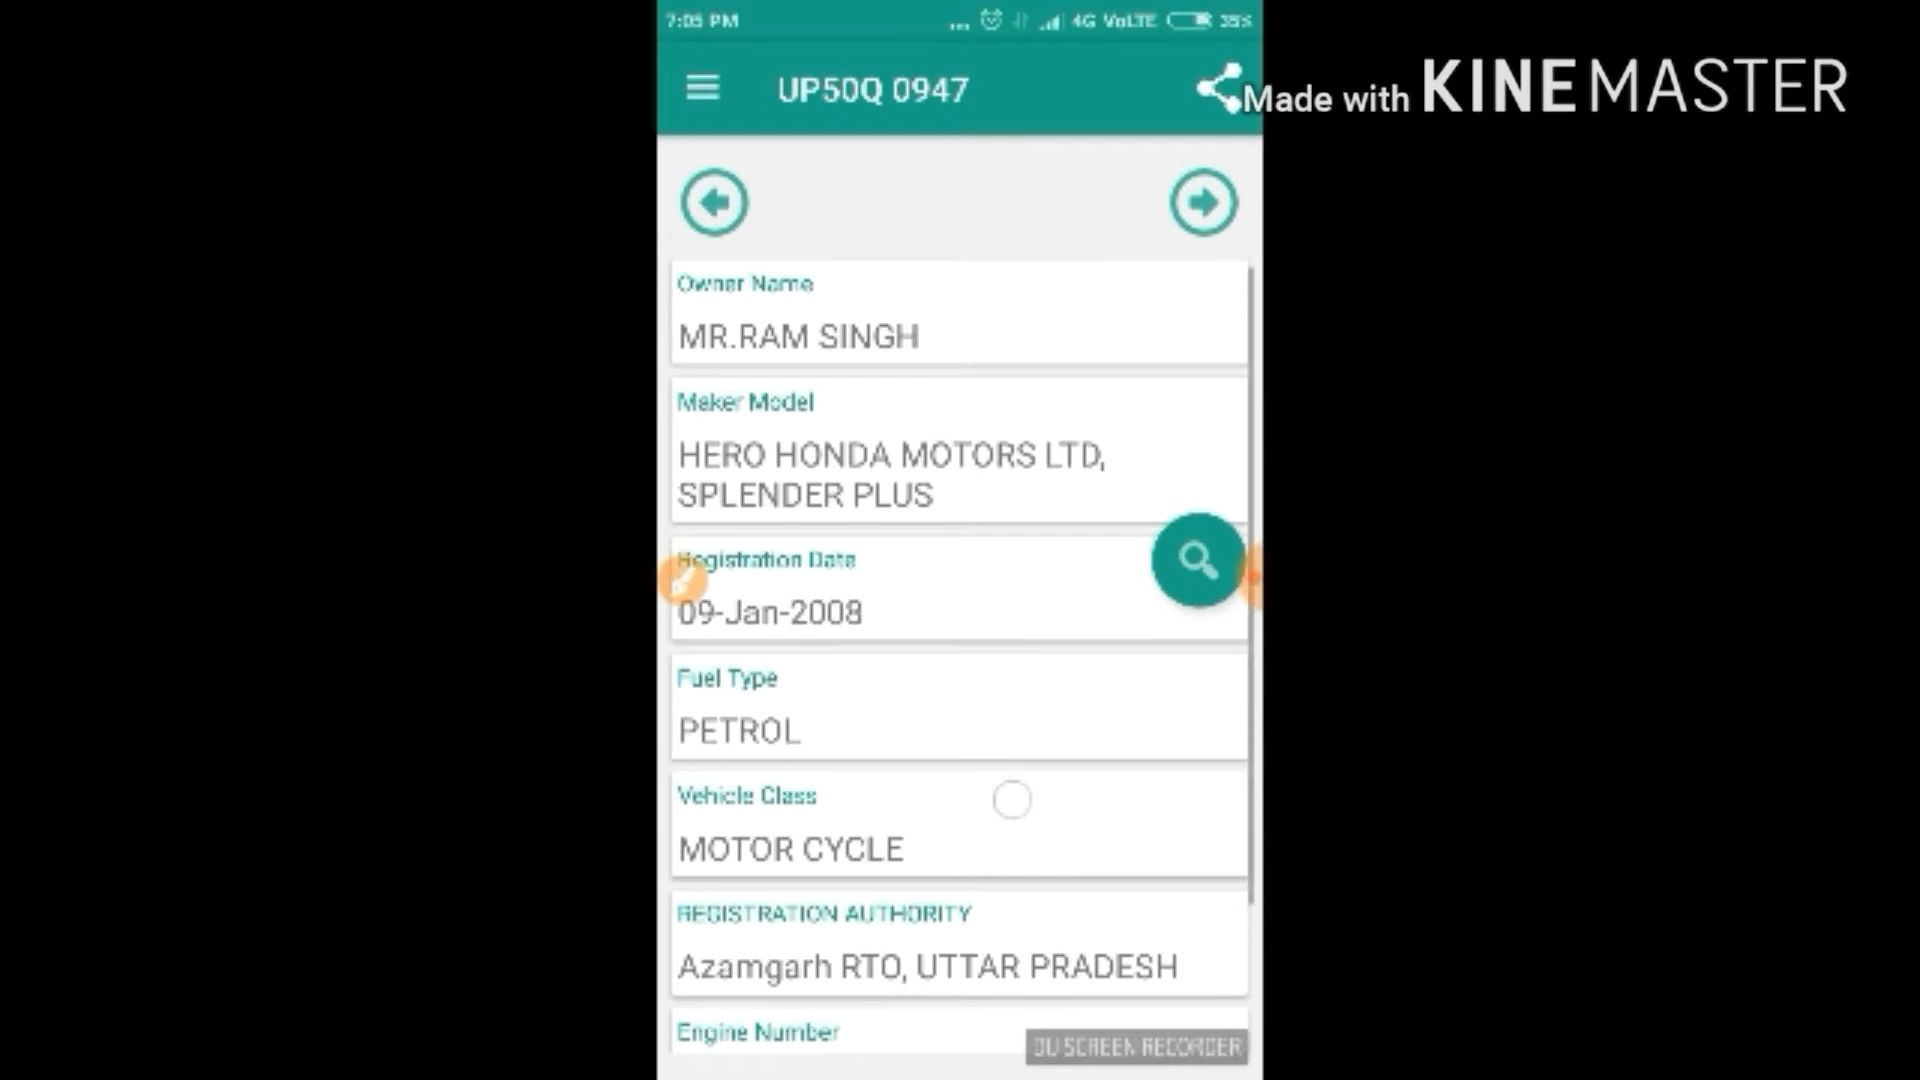 7:05 PM
... 4G VoLTE 35%
UP50Q 0947
Made with KINEMASTER
Owner Name
MR.RAM SINGH
Maker Model
HERO HONDA MOTORS LTD,
SPLENDER PLUS
Registration Date
09-Jan-2008
Fuel Type
PETROL
Vehicle Class
MOTOR CYCLE
REGISTRATION AUTHORITY
Azamgarh RTO, UTTAR PRADESH
Engine Number
DU SCREEN RECORDER